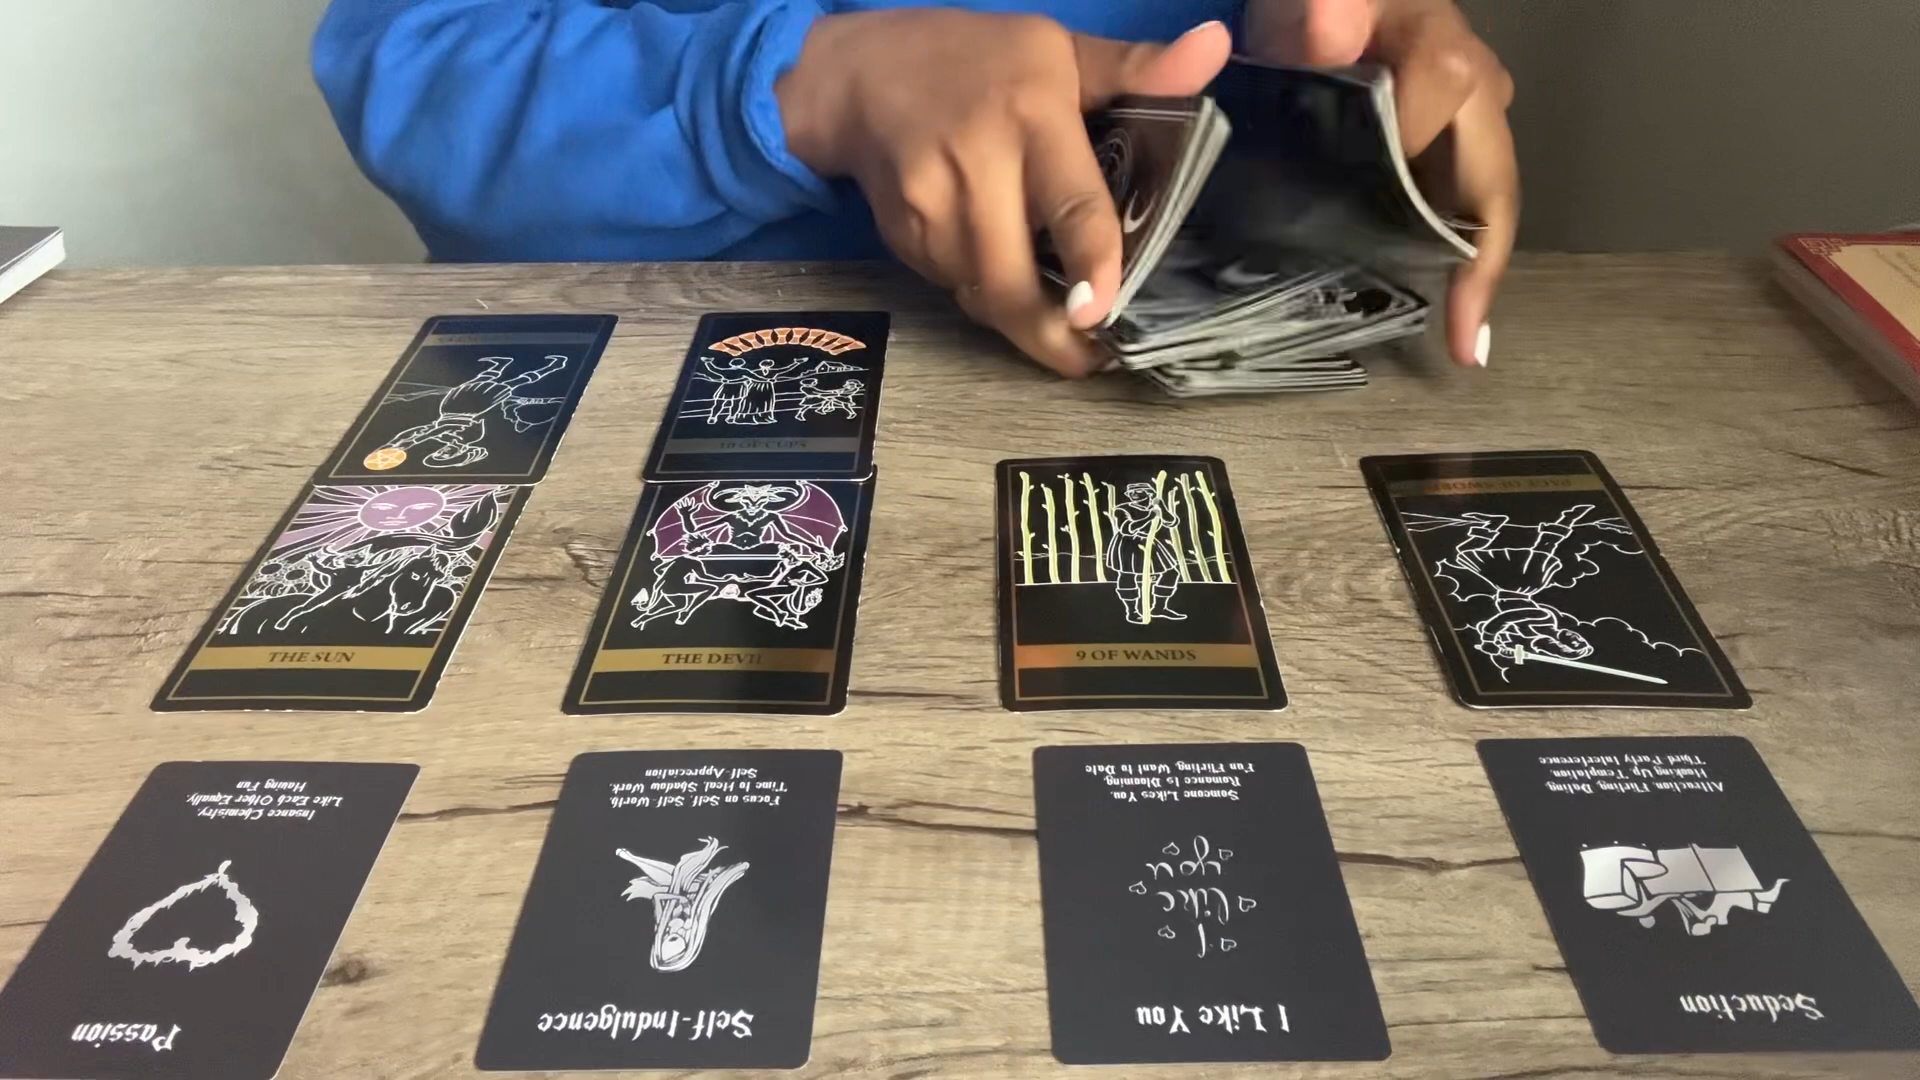 10 OF CUPS
THE SUN
THE DEVIL
9 OF WANDS
PAGE OF SWORDS
Insane Chemistry,
Like Each Other Equally,
Having Fun
Passion
Focus on Self, Self-Worth,
Time to Heal, Shadow Work,
Self-Appreciation
Self-Indulgence
Someone Likes You,
Romance Is Blooming,
Fun Flirting, Want to Date
I
like
you
I Like You
Attraction, Flirting, Dating,
Hooking Up, Temptation,
Third Party Interference
Seduction